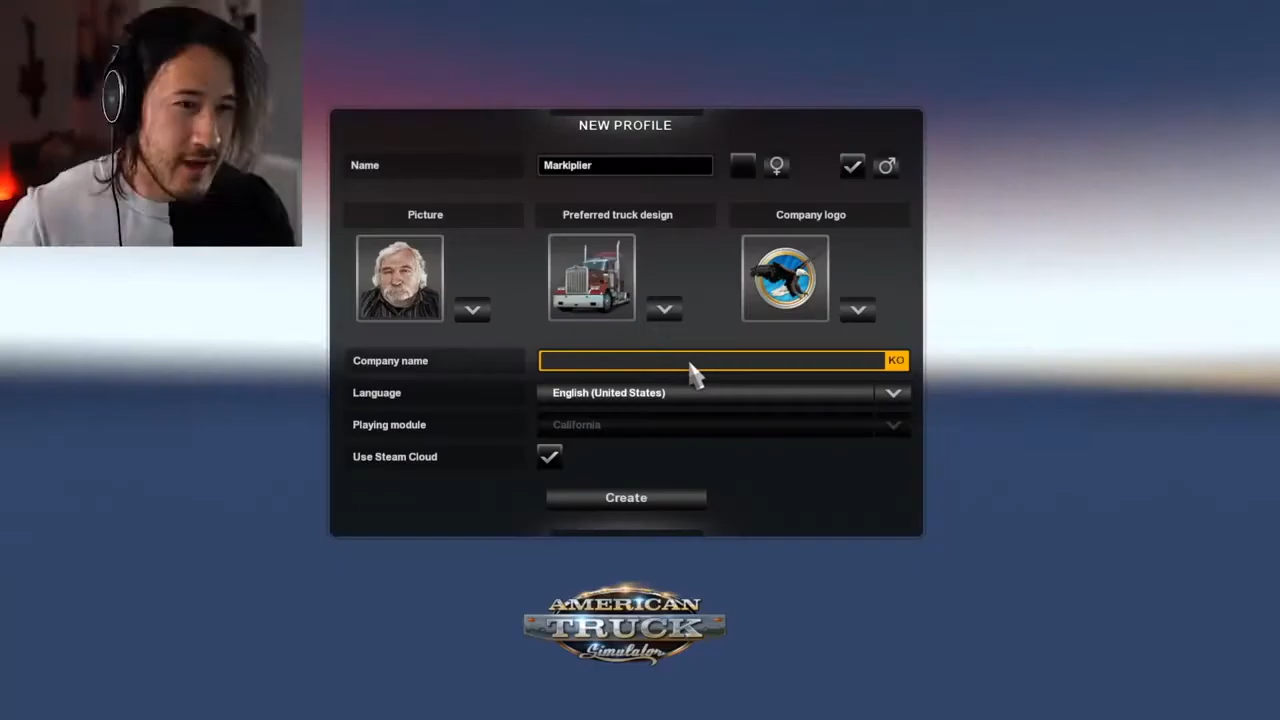 NEW PROFILE
Name
Markiplier
Picture
Preferred truck design
Company logo
Company name
KO
Language
English (United States)
Playing module
California
Use Steam Cloud
Create
AMERICAN
TRUCK
Simulator